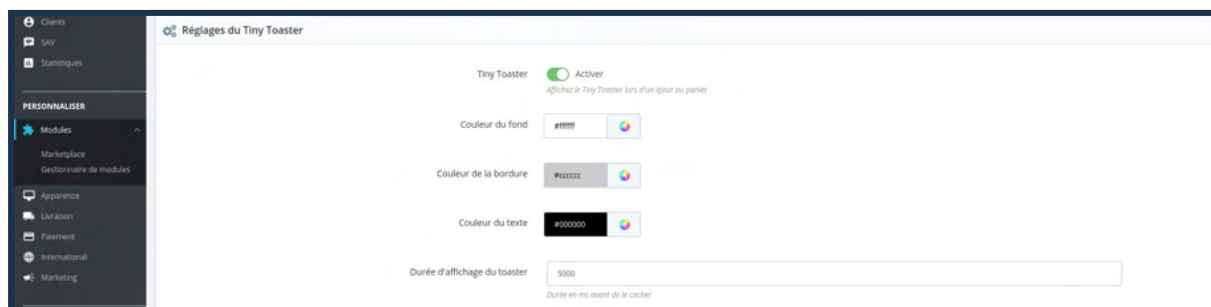 Clients
SAV
Statistiques
PERSONNALISER
Modules
Marketplace
Gestionnaire de modules
Apparence
Livraison
Paiement
International
Marketing
Réglages du Tiny Toaster
Tiny Toaster
Activer
Affichez le Tiny Toaster lors d'un ajout au panier
Couleur du fond
#ffffff
Couleur de la bordure
#cccccc
Couleur du texte
#000000
Durée d'affichage du toaster
5000
Durée en ms avant de le cacher